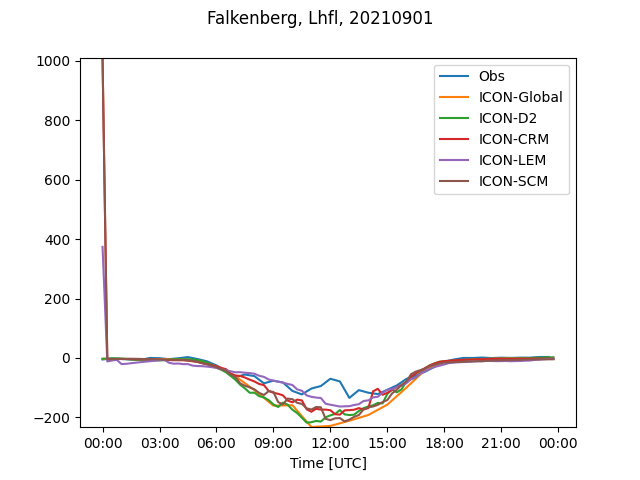 Falkenberg, Lhfl, 20210901
1000
800
600
400
200
0
−200
Obs
ICON-Global
ICON-D2
ICON-CRM
ICON-LEM
ICON-SCM
00:00 03:00 06:00 09:00 12:00 15:00 18:00 21:00 00:00
Time [UTC]